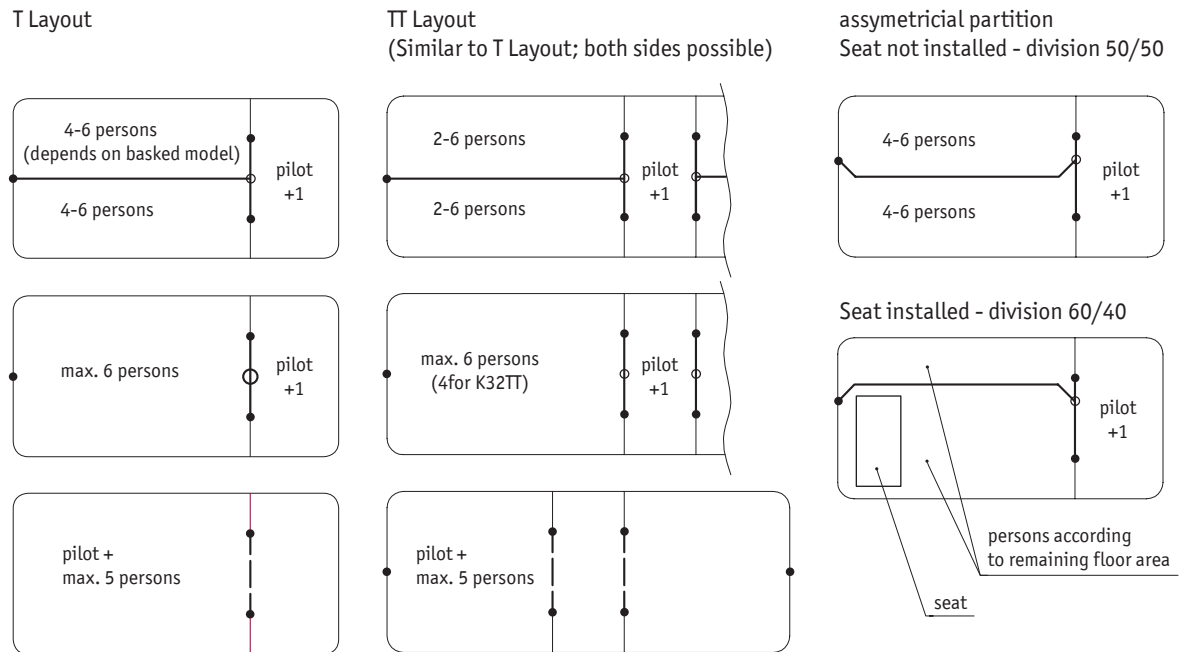 T Layout
4-6 persons
(depends on basked model)
4-6 persons
pilot
+1
max. 6 persons
pilot
+1
pilot +
max. 5 persons
TT Layout
(Similar to T Layout; both sides possible)
2-6 persons
2-6 persons
pilot
+1
max. 6 persons
(4for K32TT)
pilot
+1
pilot +
max. 5 persons
assymetricial partition
Seat not installed - division 50/50
4-6 persons
4-6 persons
pilot
+1
Seat installed - division 60/40
pilot
+1
persons according
to remaining floor area
seat